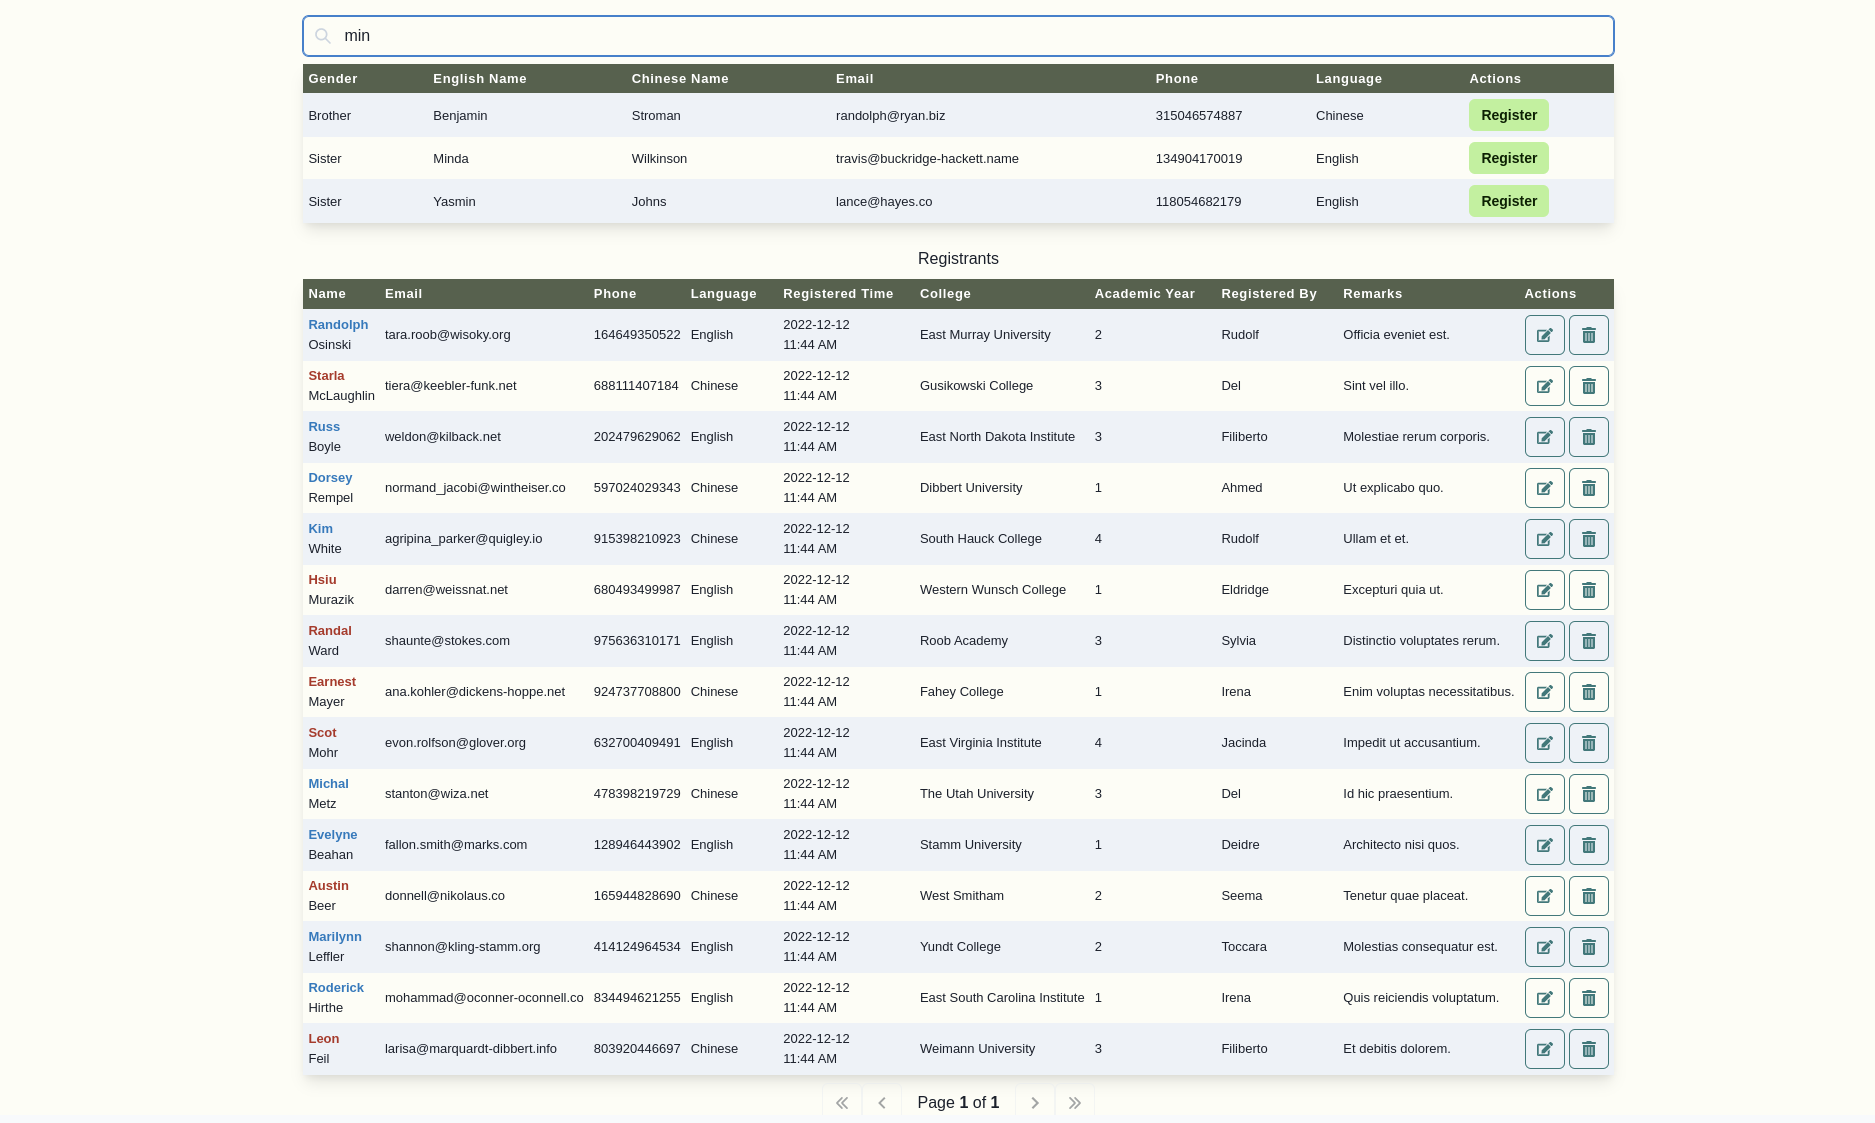 min
Gender English Name Chinese Name Email Phone Language Actions
Brother Benjamin Stroman randolph@ryan.biz 315046574887 Chinese Register
Sister Minda Wilkinson travis@buckridge-hackett.name 134904170019 English Register
Sister Yasmin Johns lance@hayes.co 118054682179 English Register
Registrants
Name Email Phone Language Registered Time College Academic Year Registered By Remarks Actions
Randolph Osinski tara.roob@wisoky.org 164649350522 English 2022-12-12 11:44 AM East Murray University 2 Rudolf Officia eveniet est.
Starla McLaughlin tiera@keebler-funk.net 688111407184 Chinese 2022-12-12 11:44 AM Gusikowski College 3 Del Sint vel illo.
Russ Boyle weldon@kilback.net 202479629062 English 2022-12-12 11:44 AM East North Dakota Institute 3 Filiberto Molestiae rerum corporis.
Dorsey Rempel normand_jacobi@wintheiser.co 597024029343 Chinese 2022-12-12 11:44 AM Dibbert University 1 Ahmed Ut explicabo quo.
Kim White agripina_parker@quigley.io 915398210923 Chinese 2022-12-12 11:44 AM South Hauck College 4 Rudolf Ullam et et.
Hsiu Murazik darren@weissnat.net 680493499987 English 2022-12-12 11:44 AM Western Wunsch College 1 Eldridge Excepturi quia ut.
Randal Ward shaunte@stokes.com 975636310171 English 2022-12-12 11:44 AM Roob Academy 3 Sylvia Distinctio voluptates rerum.
Earnest Mayer ana.kohler@dickens-hoppe.net 924737708800 Chinese 2022-12-12 11:44 AM Fahey College 1 Irena Enim voluptas necessitatibus.
Scot Mohr evon.rolfson@glover.org 632700409491 English 2022-12-12 11:44 AM East Virginia Institute 4 Jacinda Impedit ut accusantium.
Michal Metz stanton@wiza.net 478398219729 Chinese 2022-12-12 11:44 AM The Utah University 3 Del Id hic praesentium.
Evelyne Beahan fallon.smith@marks.com 128946443902 English 2022-12-12 11:44 AM Stamm University 1 Deidre Architecto nisi quos.
Austin Beer donnell@nikolaus.co 165944828690 Chinese 2022-12-12 11:44 AM West Smitham 2 Seema Tenetur quae placeat.
Marilynn Leffler shannon@kling-stamm.org 414124964534 English 2022-12-12 11:44 AM Yundt College 2 Toccara Molestias consequatur est.
Roderick Hirthe mohammad@oconner-oconnell.co 834494621255 English 2022-12-12 11:44 AM East South Carolina Institute 1 Irena Quis reiciendis voluptatum.
Leon Feil larisa@marquardt-dibbert.info 803920446697 Chinese 2022-12-12 11:44 AM Weimann University 3 Filiberto Et debitis dolorem.
Page 1 of 1